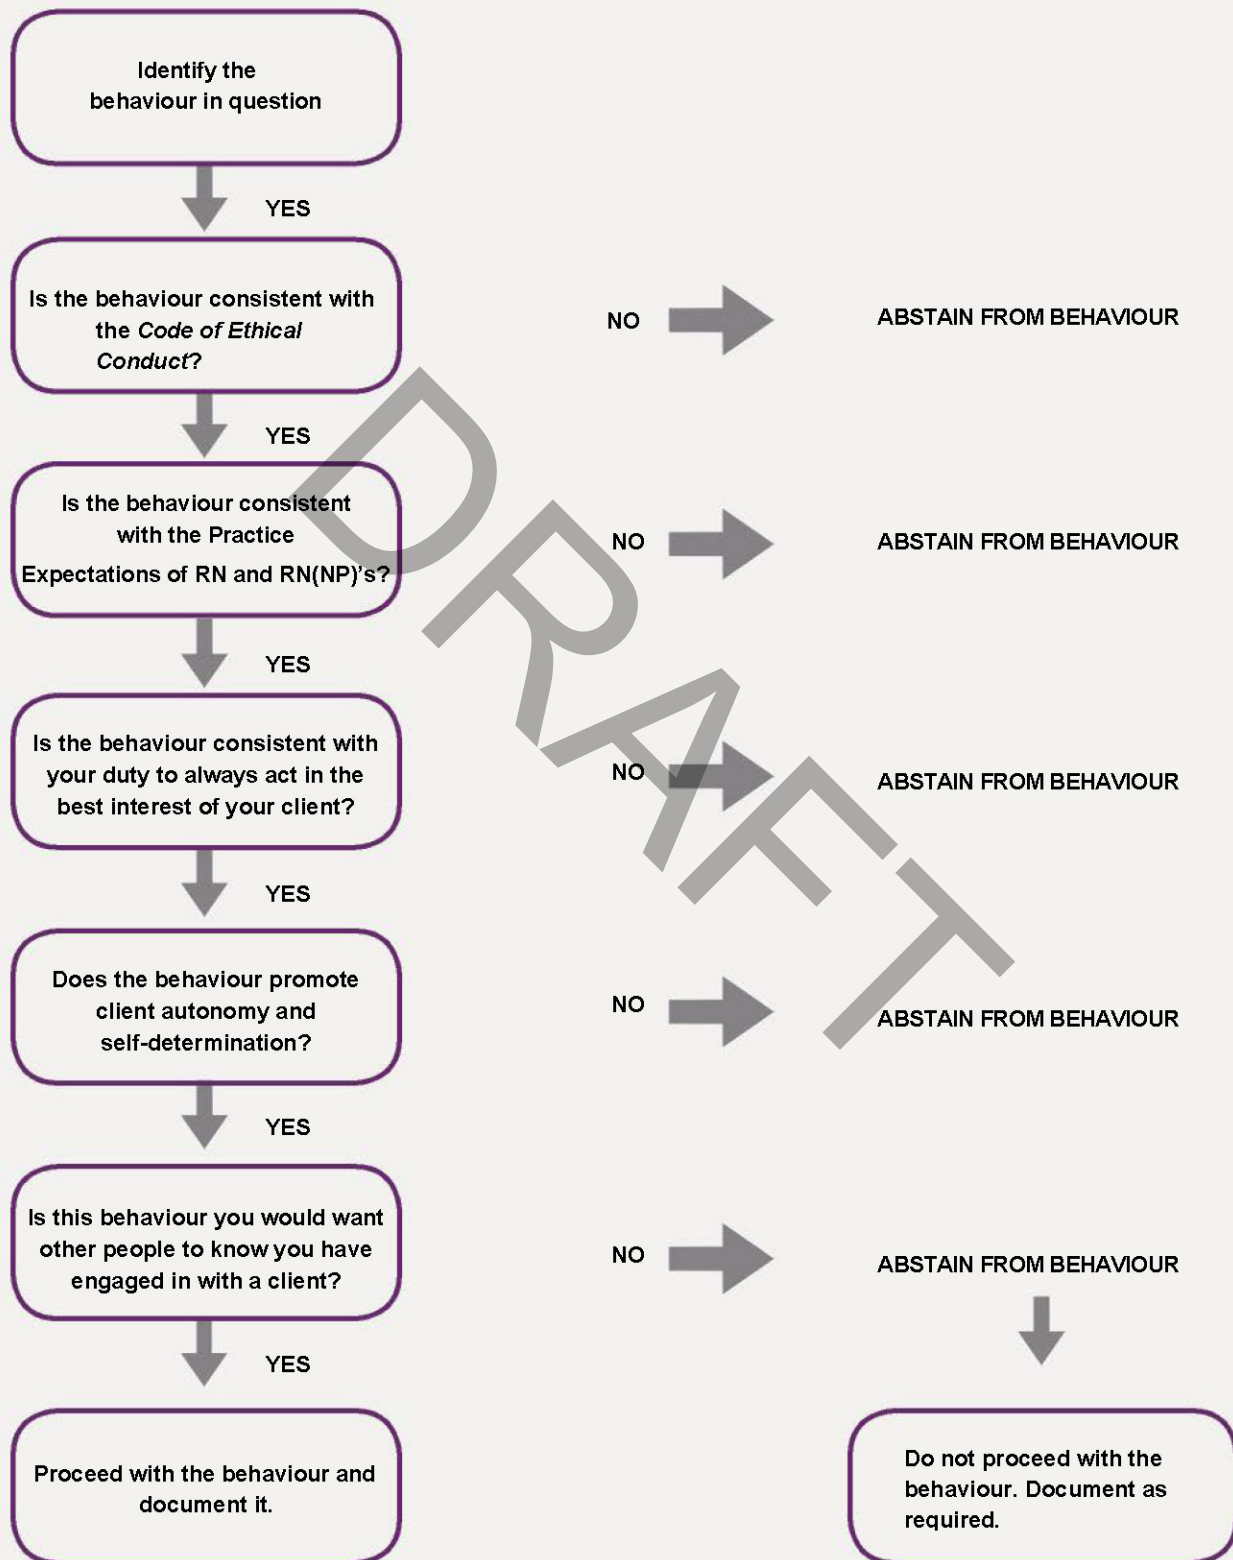 Identify the
behaviour in question
YES
Is the behaviour consistent with
the Code of Ethical
Conduct?
NO
ABSTAIN FROM BEHAVIOUR
YES
Is the behaviour consistent
with the Practice
Expectations of RN and RN(NP)’s?
NO
ABSTAIN FROM BEHAVIOUR
YES
Is the behaviour consistent with
your duty to always act in the
best interest of your client?
NO
ABSTAIN FROM BEHAVIOUR
YES
Does the behaviour promote
client autonomy and
self-determination?
NO
ABSTAIN FROM BEHAVIOUR
YES
Is this behaviour you would want
other people to know you have
engaged in with a client?
NO
ABSTAIN FROM BEHAVIOUR
YES
Proceed with the behaviour and
document it.
Do not proceed with the
behaviour. Document as
required.
DRAFT